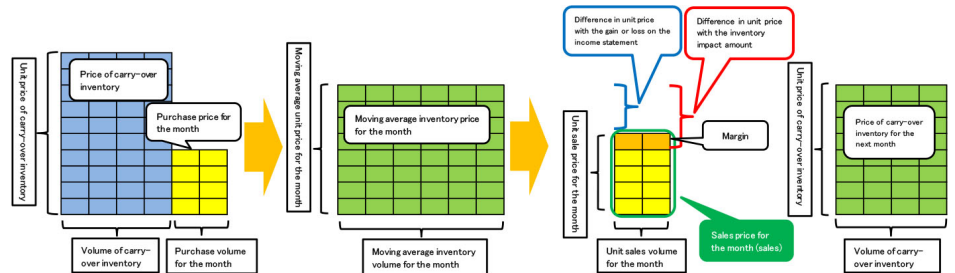 Unit price of carry-over inventory
Price of carry-over
inventory
Purchase price for
the month
Volume of carry-
over inventory
Purchase volume
for the month
Moving average unit price for the month
Moving average inventory price
for the month
Moving average inventory
volume for the month
Difference in unit price
with the gain or loss on the
income statement
Difference in unit price
with the inventory
impact amount
Unit sale price for the month
Margin
Sales price for
the month (sales)
Unit sales volume
for the month
Unit price of carry-over inventory
Price of carry-over
inventory for the
next month
Volume of carry-
over inventory